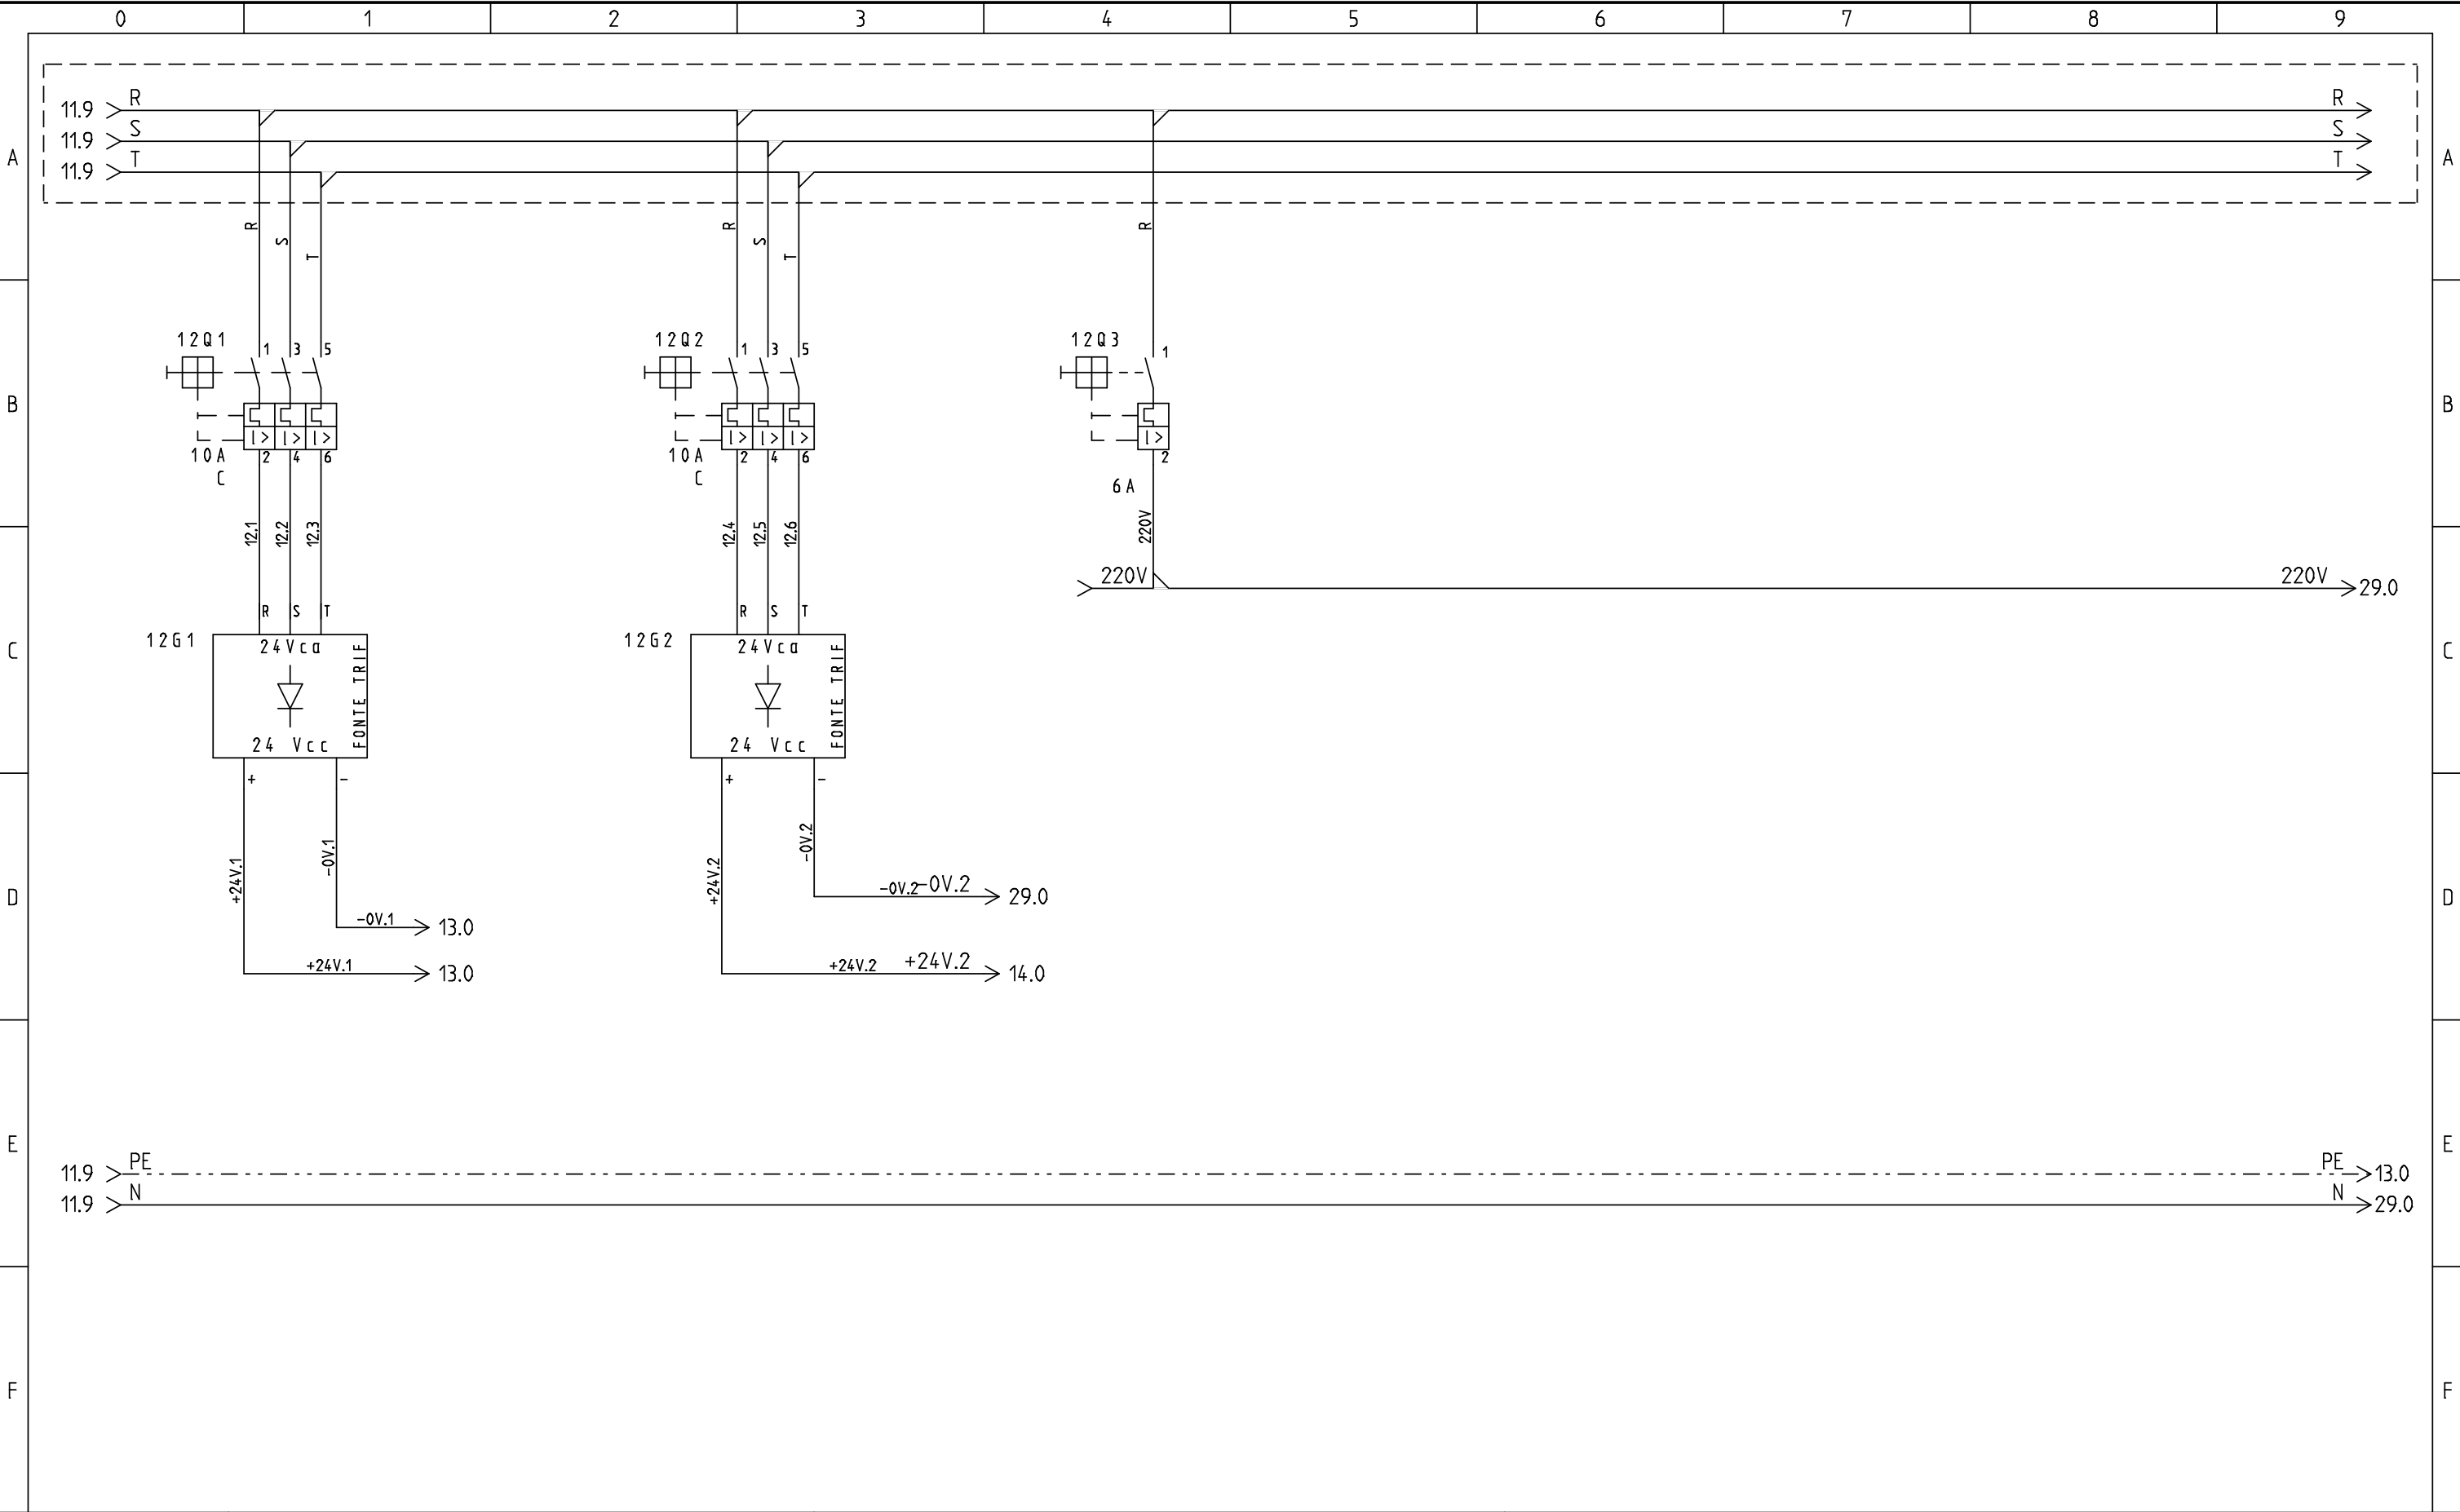 0 1 2 3 4 5 6 7 8 9
11.9 R R
11.9 S S
A 11.9 T T A
R S T R S T R
12Q1 12Q2 12Q3
1 3 5 1 3 5 1
B B
I> I> I> I> I> I> I>
10A 2 4 6 10A 2 4 6 2
C C
6A
12.1 12.2 12.3 12.4 12.5 12.6 220V
220V 220V 29.0
R S T R S T
12G1 24Vca FONTE TRIF 12G2 24Vca FONTE TRIF
C C
24 Vcc 24 Vcc
+ - + -
+24V.1 -0V.1 +24V.2 -0V.2
D -0V.2 -0V.2 29.0 D
-0V.1 13.0
+24V.1 13.0 +24V.2 +24V.2 14.0
E E
11.9 PE PE 13.0
11.9 N N 29.0
F F